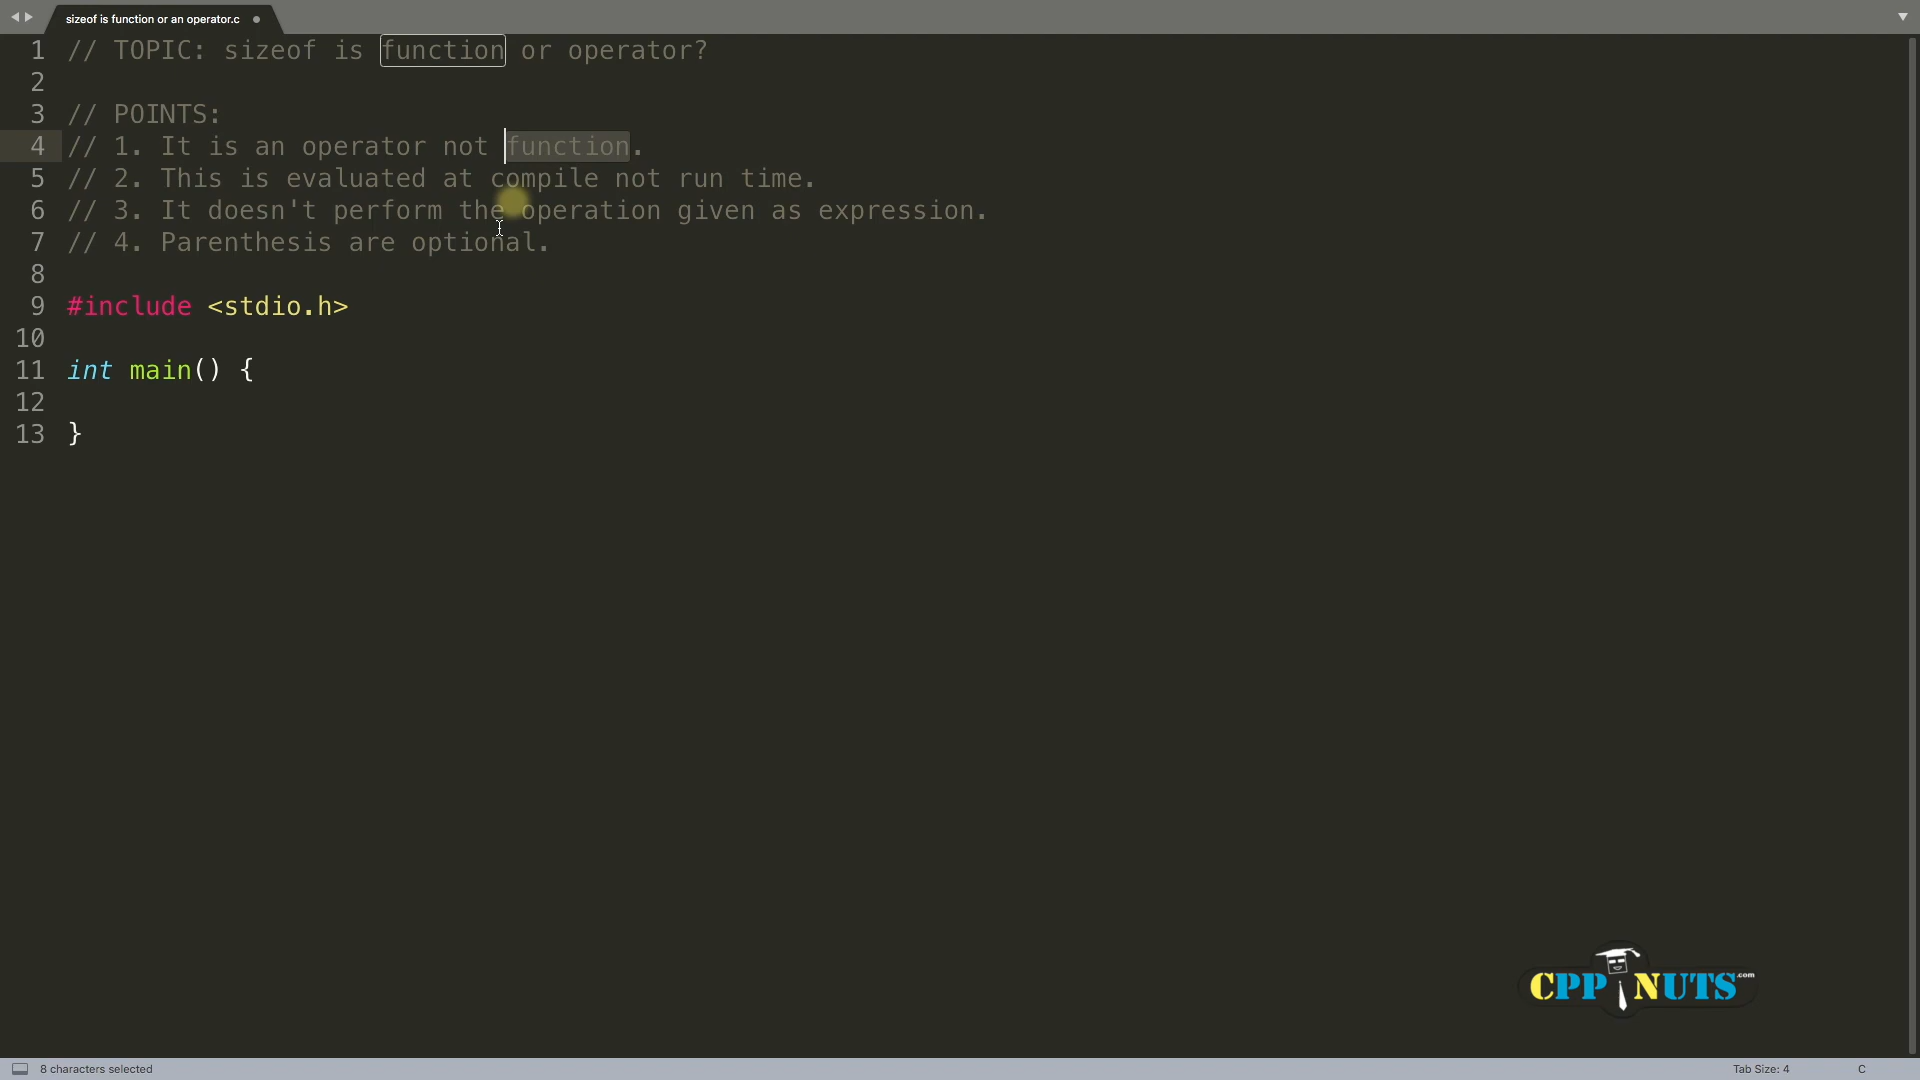 sizeof is function or an operator.c
1 // TOPIC: sizeof is function or operator?
2
3 // POINTS:
4 // 1. It is an operator not function.
5 // 2. This is evaluated at compile not run time.
6 // 3. It doesn't perform the operation given as expression.
7 // 4. Parenthesis are optional.
8
9 #include <stdio.h>
10
11 int main() {
12
13 }
CPP NUTS.com
8 characters selected
Tab Size: 4
C